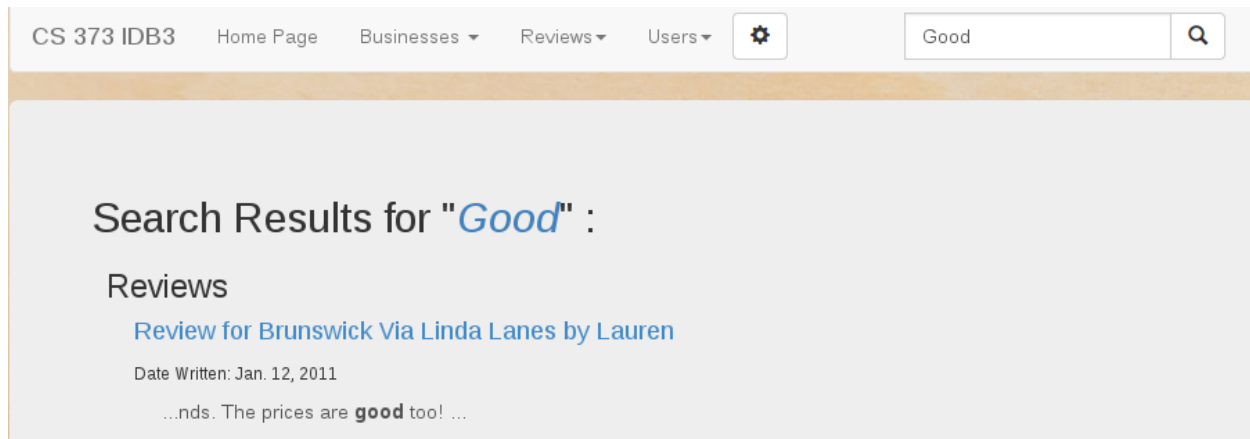 CS 373 IDB3 Home Page Businesses Reviews Users Good
Search Results for "Good" :
Reviews
Review for Brunswick Via Linda Lanes by Lauren
Date Written: Jan. 12, 2011
...nds. The prices are good too! ...